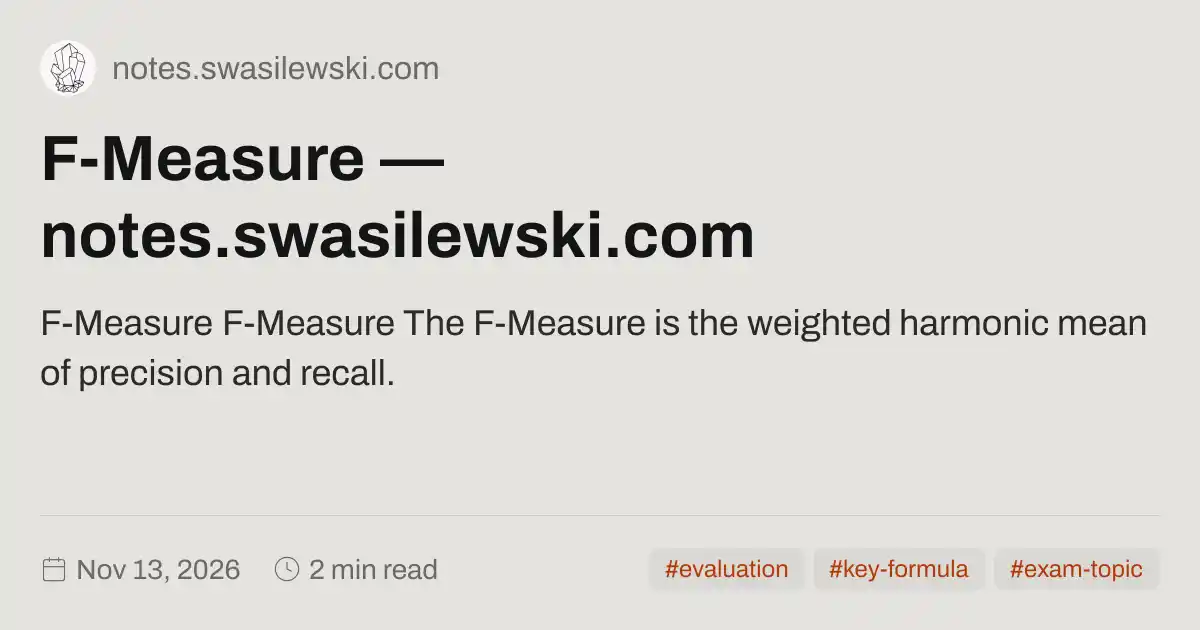 notes.swasilewski.com
F-Measure —
notes.swasilewski.com
F-Measure F-Measure The F-Measure is the weighted harmonic mean
of precision and recall.
Nov 13, 2026 2 min read #evaluation #key-formula #exam-topic